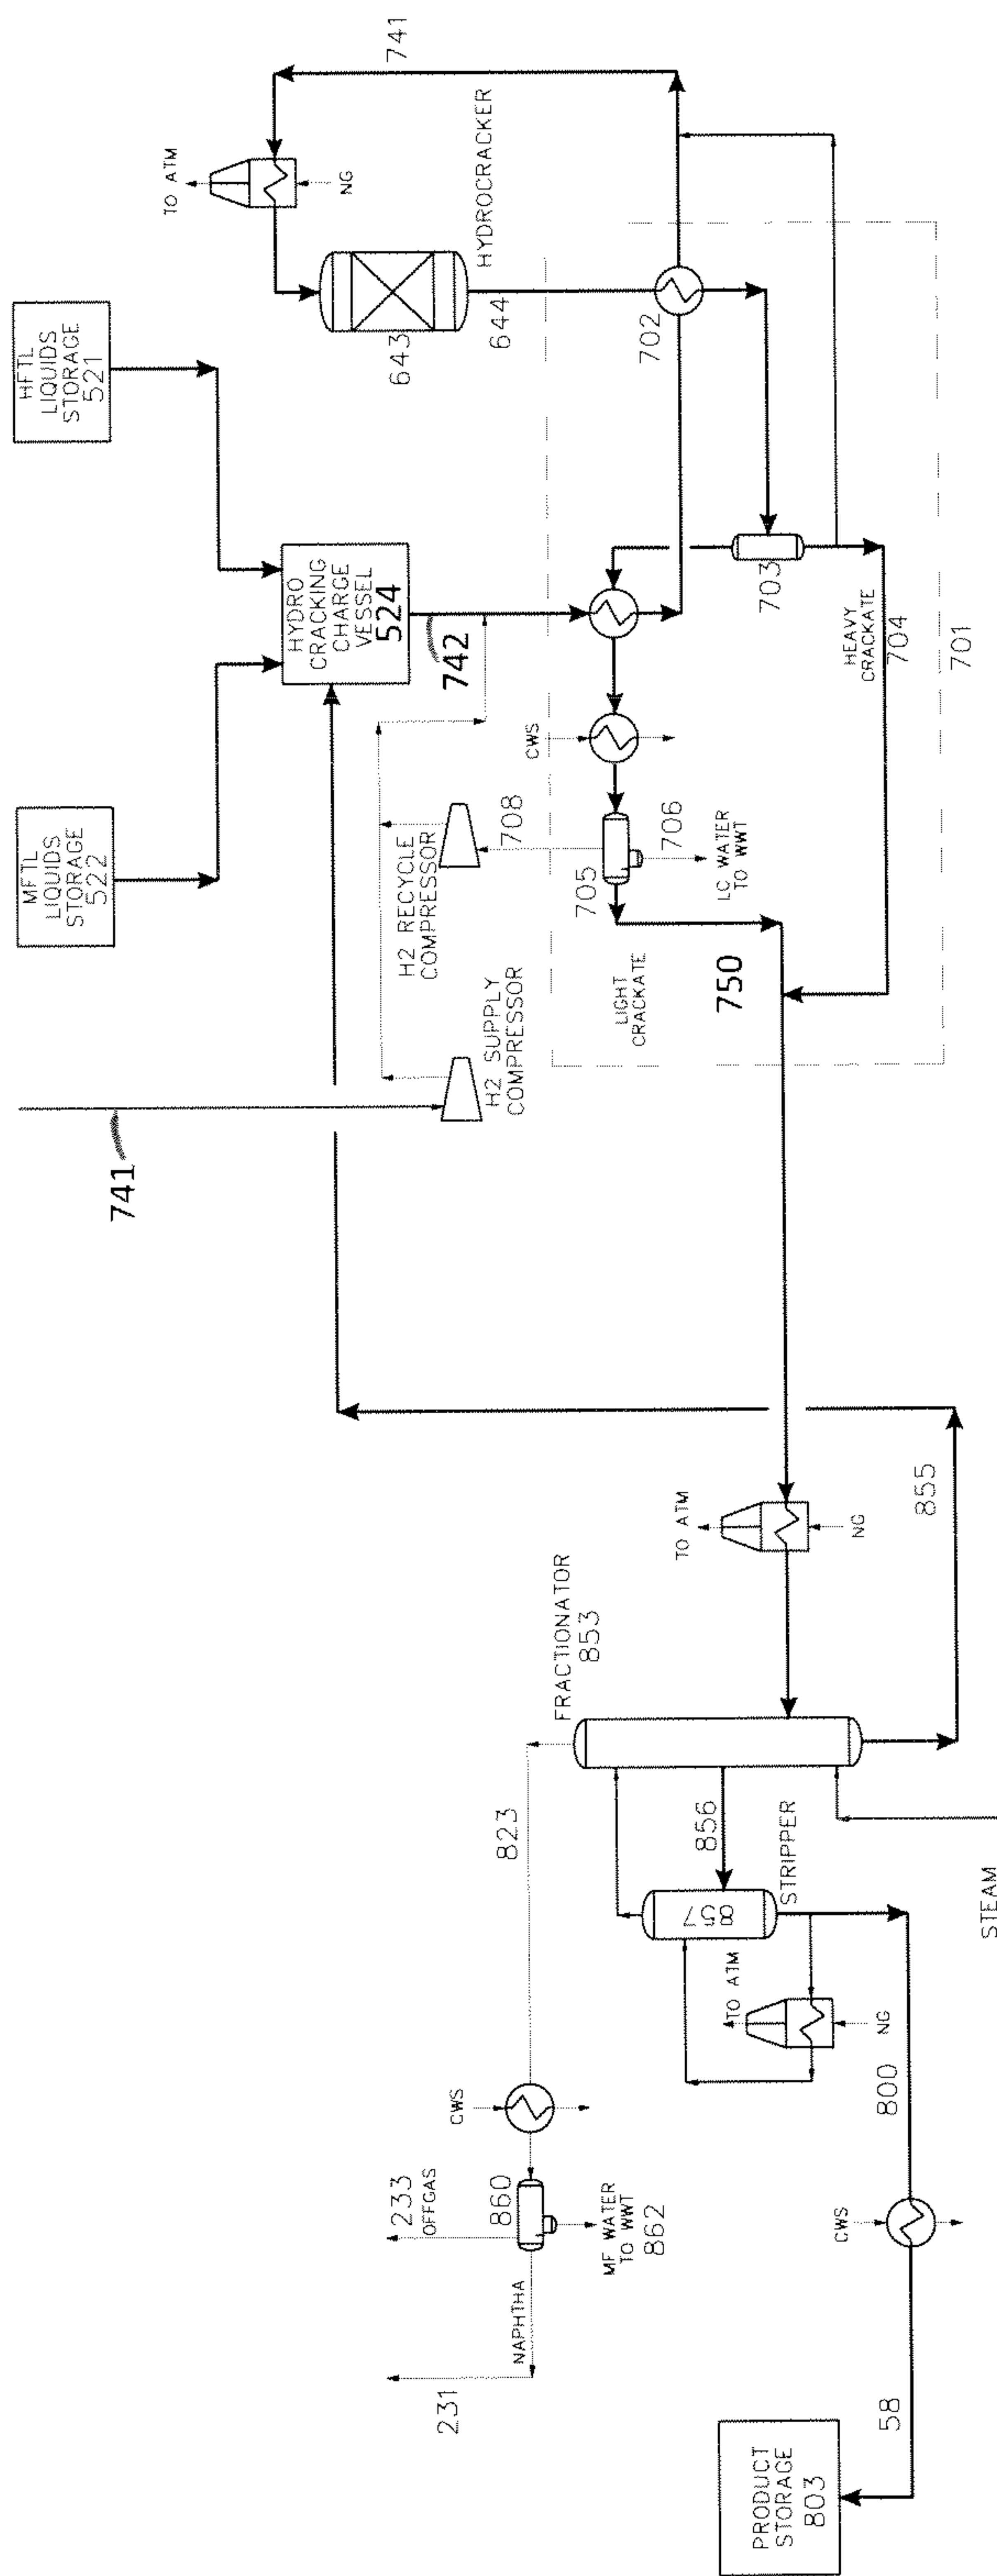 MFTL
LIQUIDS
STORAGE
522
HFTL
LIQUIDS
STORAGE
521
741
TO ATM
NG
HYDROCRACKER
643
644
HYDRO
CRACKING
CHARGE
VESSEL
524
742
741
H2 SUPPLY
COMPRESSOR
H2 RECYCLE
COMPRESSOR
708
CWS
705
706
LC WATER
TO WWT
702
703
LIGHT
CRACKATE
750
HEAVY
CRACKATE
704
701
TO ATM
NG
855
FRACTIONATOR
853
823
856
STRIPPER
857
TO ATM
NG
STEAM
CWS
233
OFFGAS
860
MF WATER
TO WWT
862
NAPHTHA
231
800
CWS
58
PRODUCT
STORAGE
803